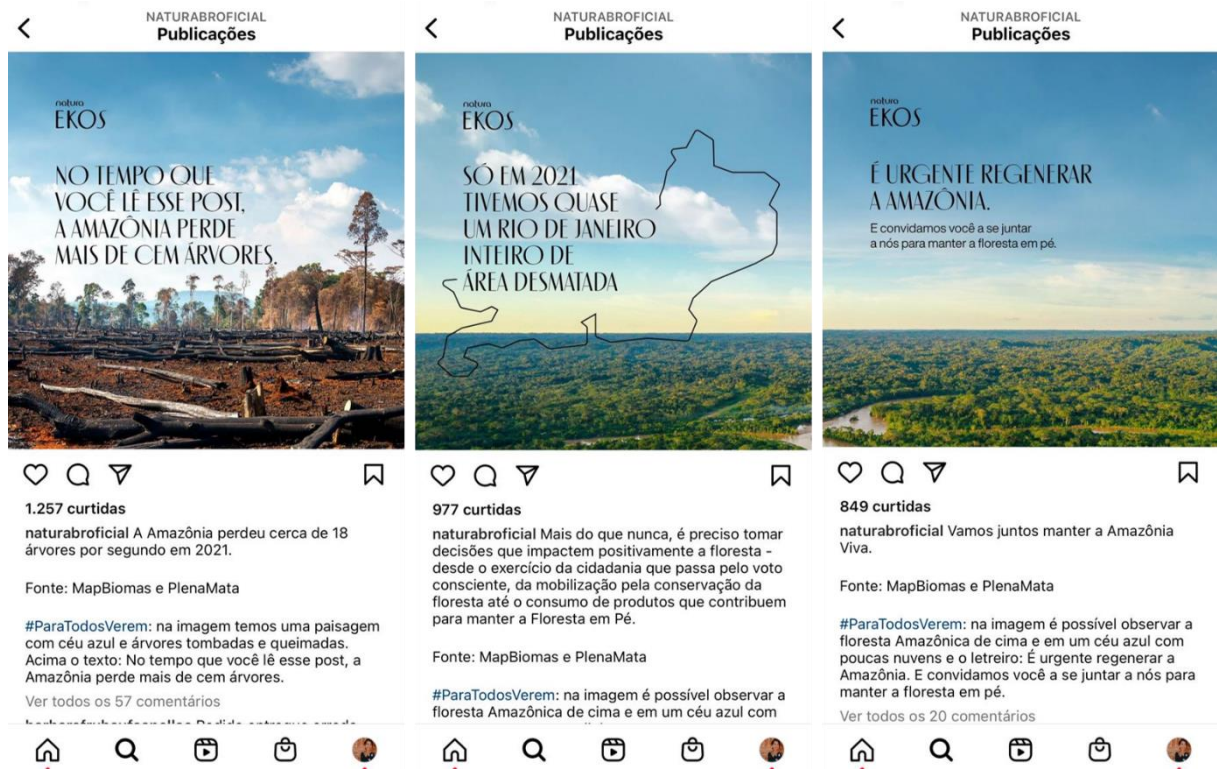 NATURABROFICIAL
Publicações
natura
EKOS
NO TEMPO QUE
VOCÊ LÊ ESSE POST,
A AMAZÔNIA PERDE
MAIS DE CEM ÁRVORES.
1.257 curtidas
naturabroficial A Amazônia perdeu cerca de 18
árvores por segundo em 2021.
Fonte: MapBiomas e PlenaMata
#ParaTodosVerem: na imagem temos uma paisagem
com céu azul e árvores tombadas e queimadas.
Acima o texto: No tempo que você lê esse post, a
Amazônia perde mais de cem árvores.
Ver todos os 57 comentários
NATURABROFICIAL
Publicações
natura
EKOS
SÓ EM 2021
TIVEMOS QUASE
UM RIO DE JANEIRO
INTEIRO DE
ÁREA DESMATADA
977 curtidas
naturabroficial Mais do que nunca, é preciso tomar
decisões que impactem positivamente a floresta -
desde o exercício da cidadania que passa pelo voto
consciente, da mobilização pela conservação da
floresta até o consumo de produtos que contribuem
para manter a Floresta em Pé.
Fonte: MapBiomas e PlenaMata
#ParaTodosVerem: na imagem é possível observar a
floresta Amazônica de cima e em um céu azul com
NATURABROFICIAL
Publicações
natura
EKOS
É URGENTE REGENERAR
A AMAZÔNIA.
E convidamos você a se juntar
a nós para manter a floresta em pé.
849 curtidas
naturabroficial Vamos juntos manter a Amazônia
Viva.
Fonte: MapBiomas e PlenaMata
#ParaTodosVerem: na imagem é possível observar a
floresta Amazônica de cima e em um céu azul com
poucas nuvens e o letreiro: É urgente regenerar a
Amazônia. E convidamos você a se juntar a nós para
manter a floresta em pé.
Ver todos os 20 comentários